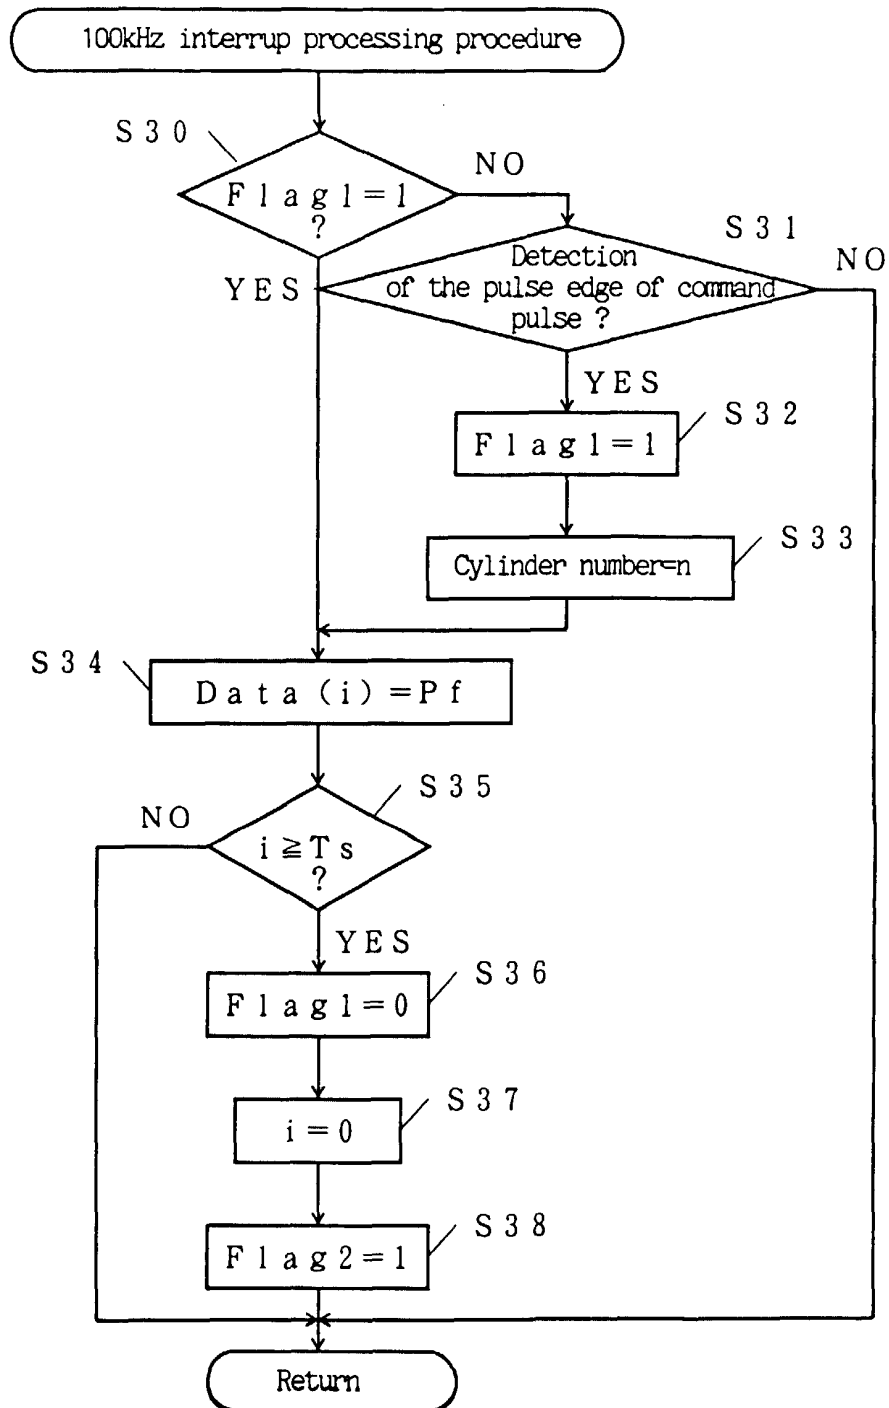 100kHz interrup processing procedure
S30
Flag1=1
?
NO
YES
S31
Detection
of the pulse edge of command
pulse ?
NO
YES
S32
Flag1=1
S33
Cylinder number=n
S34
Data(i)=Pf
S35
NO
i≧Ts
?
YES
S36
Flag1=0
S37
i=0
S38
Flag2=1
Return